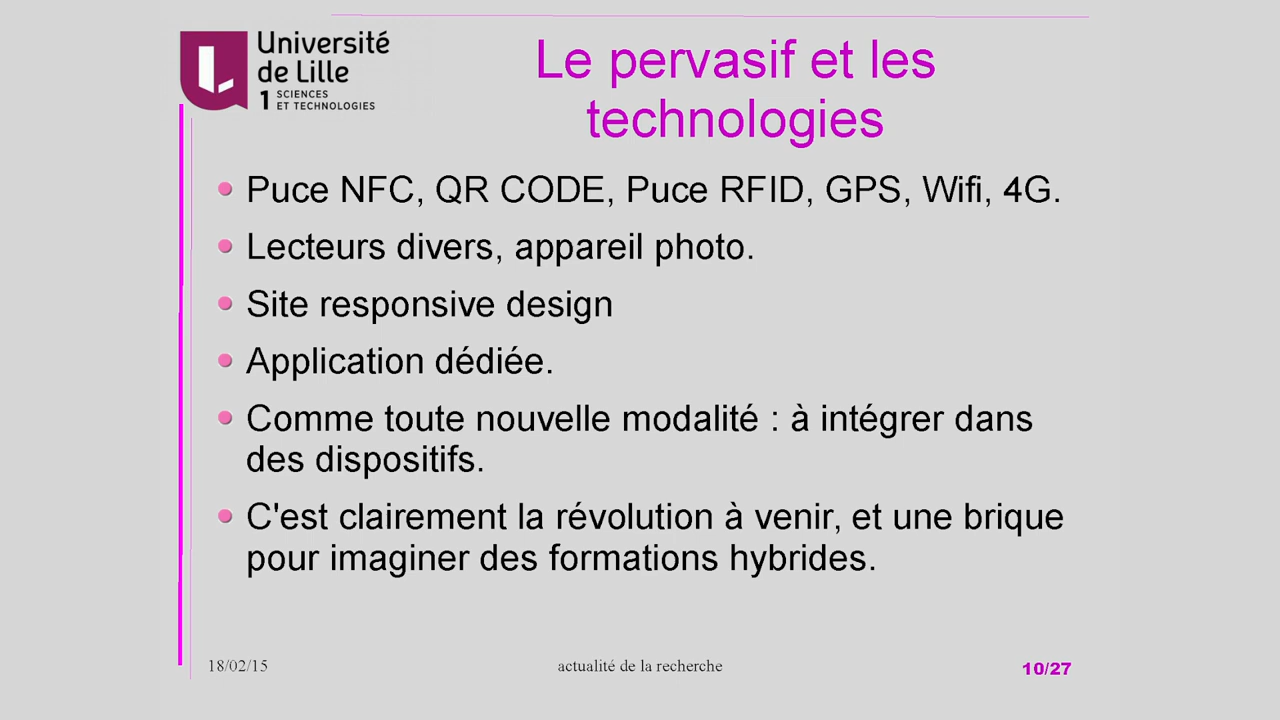 Université
de Lille
1 SCIENCES
ET TECHNOLOGIES
Le pervasif et les
technologies
Puce NFC, QR CODE, Puce RFID, GPS, Wifi, 4G.
Lecteurs divers, appareil photo.
Site responsive design
Application dédiée.
Comme toute nouvelle modalité : à intégrer dans
des dispositifs.
C'est clairement la révolution à venir, et une brique
pour imaginer des formations hybrides.
18/02/15
actualité de la recherche
10/27